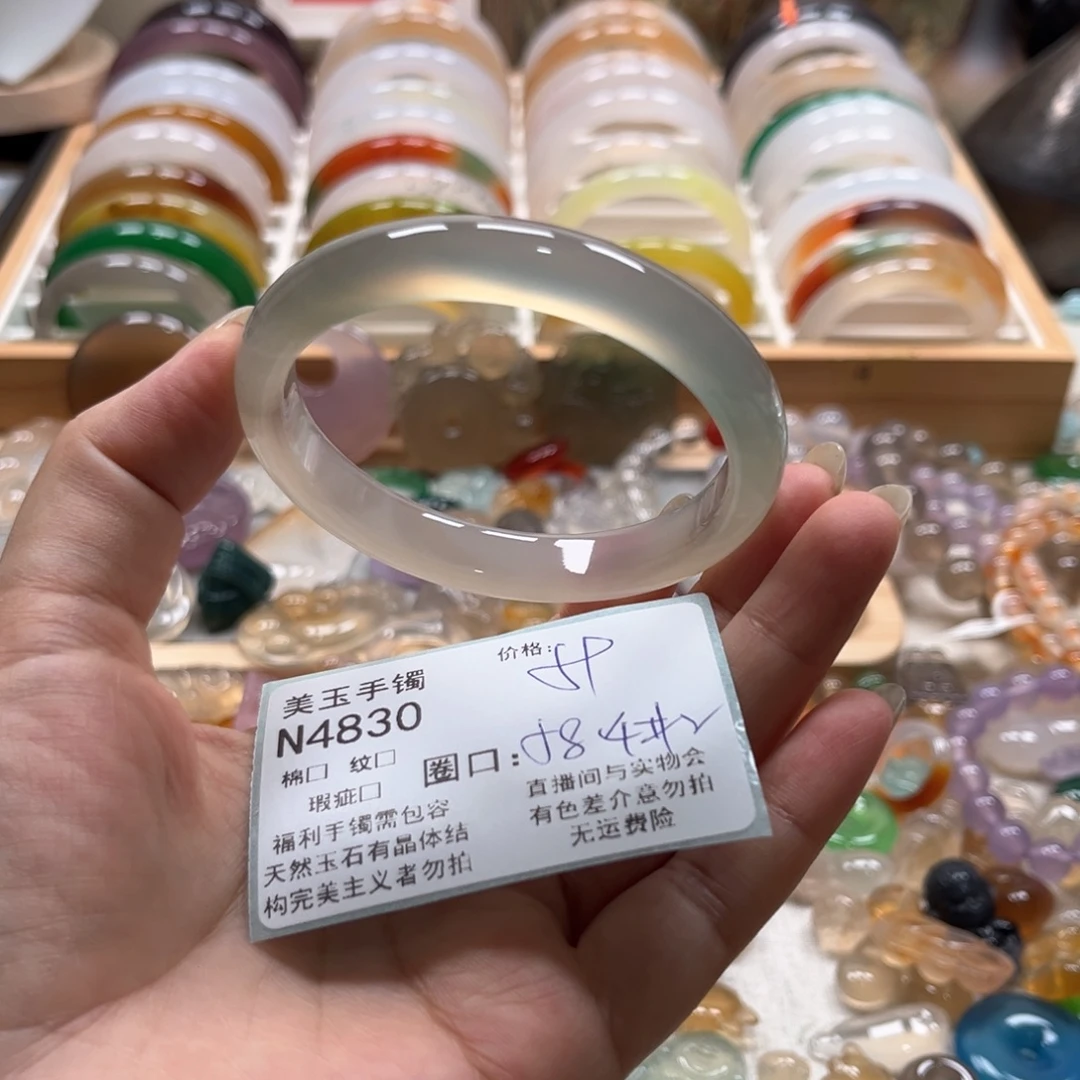 美玉手镯
N4830
价格:
棉□ 纹□
瑕疵□
圈口:58
福利手镯需包容
天然玉石有晶体结
构完美主义者勿拍
直播间与实物会
有色差介意勿拍
无运费险